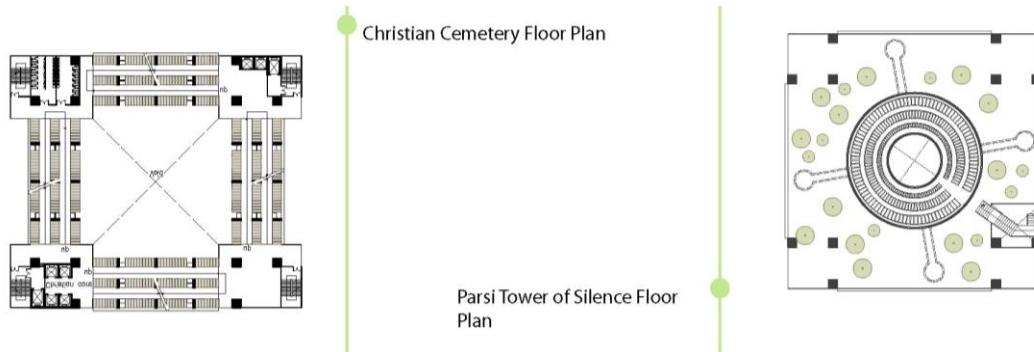 Christian Cemetery Floor Plan
Parsi Tower of Silence Floor
Plan